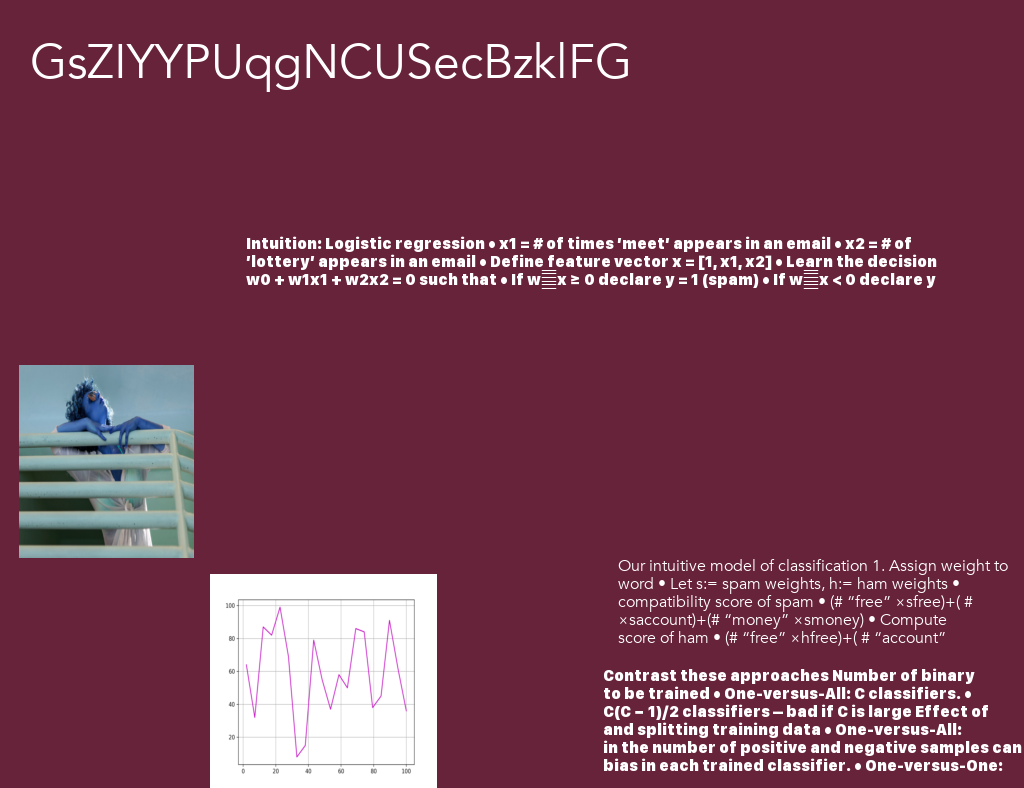 GsZIYYPUqgNCUSecBzklFG
Intuition: Logistic regression • x1 = # of times 'meet' appears in an email • x2 = # of
'lottery' appears in an email • Define feature vector x = [1, x1, x2] • Learn the decision
w0 + w1x1 + w2x2 = 0 such that • If w x ≥ 0 declare y = 1 (spam) • If w x < 0 declare y
Our intuitive model of classification 1. Assign weight to
word • Let s:= spam weights, h:= ham weights •
compatibility score of spam • (# “free” ×sfree)+( #
×saccount)+(# “money” ×smoney) • Compute
score of ham • (# “free” ×hfree)+( # “account”
Contrast these approaches Number of binary
to be trained • One-versus-All: C classifiers. •
C(C − 1)/2 classifiers – bad if C is large Effect of
and splitting training data • One-versus-All:
in the number of positive and negative samples can
bias in each trained classifier. • One-versus-One:
100
80
60
40
20
0 20 40 60 80 100